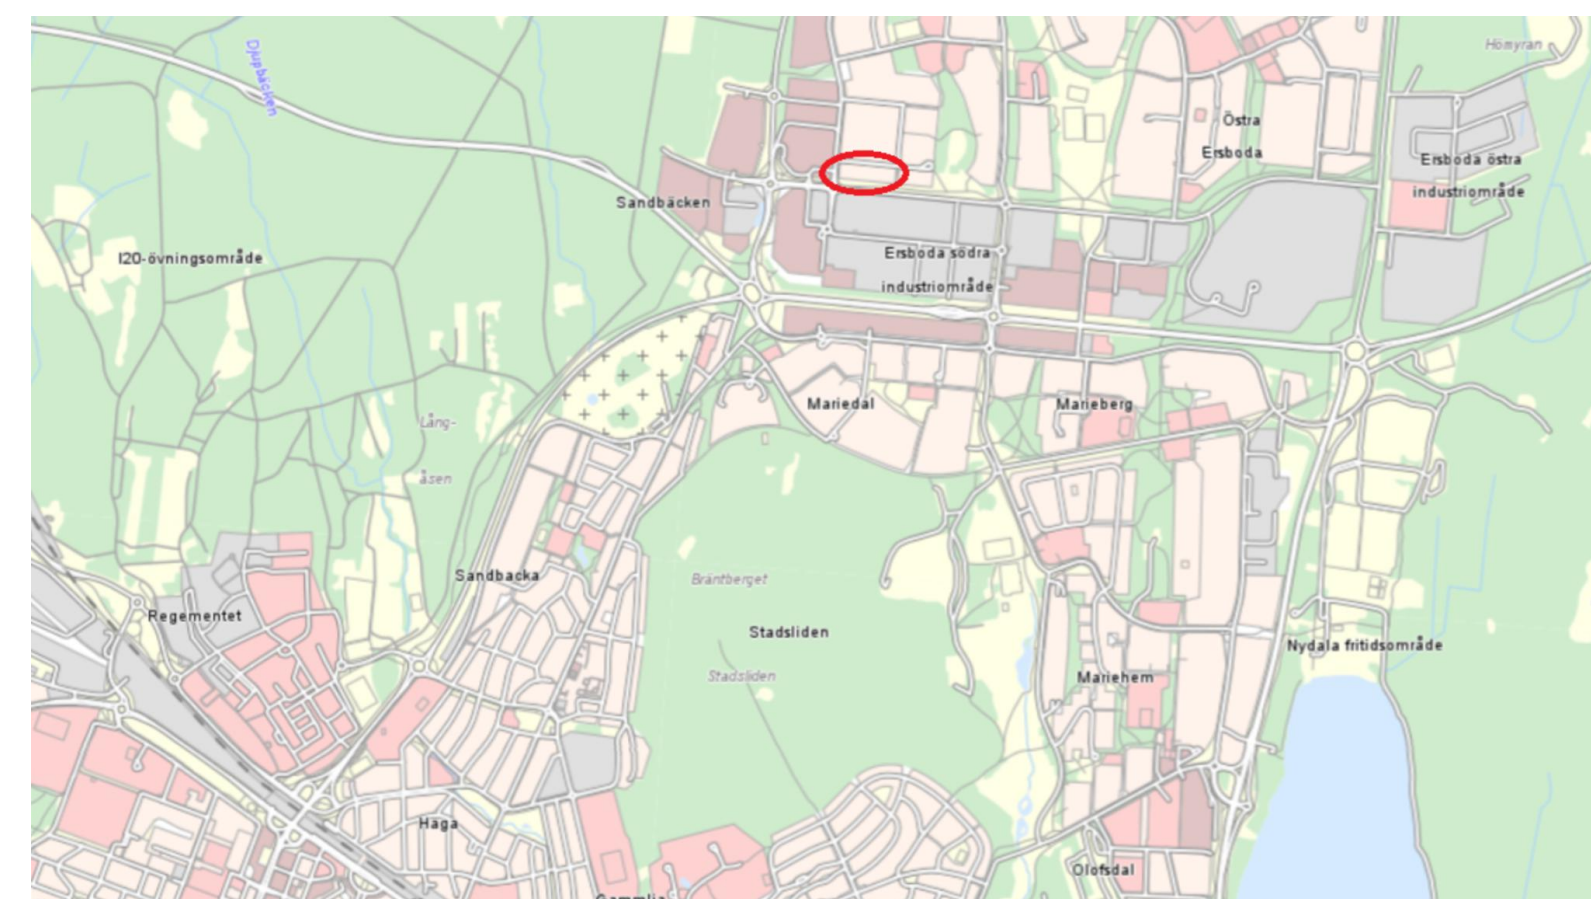 Djupbäcken
Hömyran
Östra
Ersboda
Ersboda östra
industriområde
Sandbäcken
I20-övningsområde
Ersboda södra
industriområde
Mariedal
Marieberg
Lång-
åsen
Sandbacka
Bräntberget
Regementet
Stadsliden
Nydala fritidsområde
Stadsliden
Mariehem
Haga
Olofsdal
Gammlia